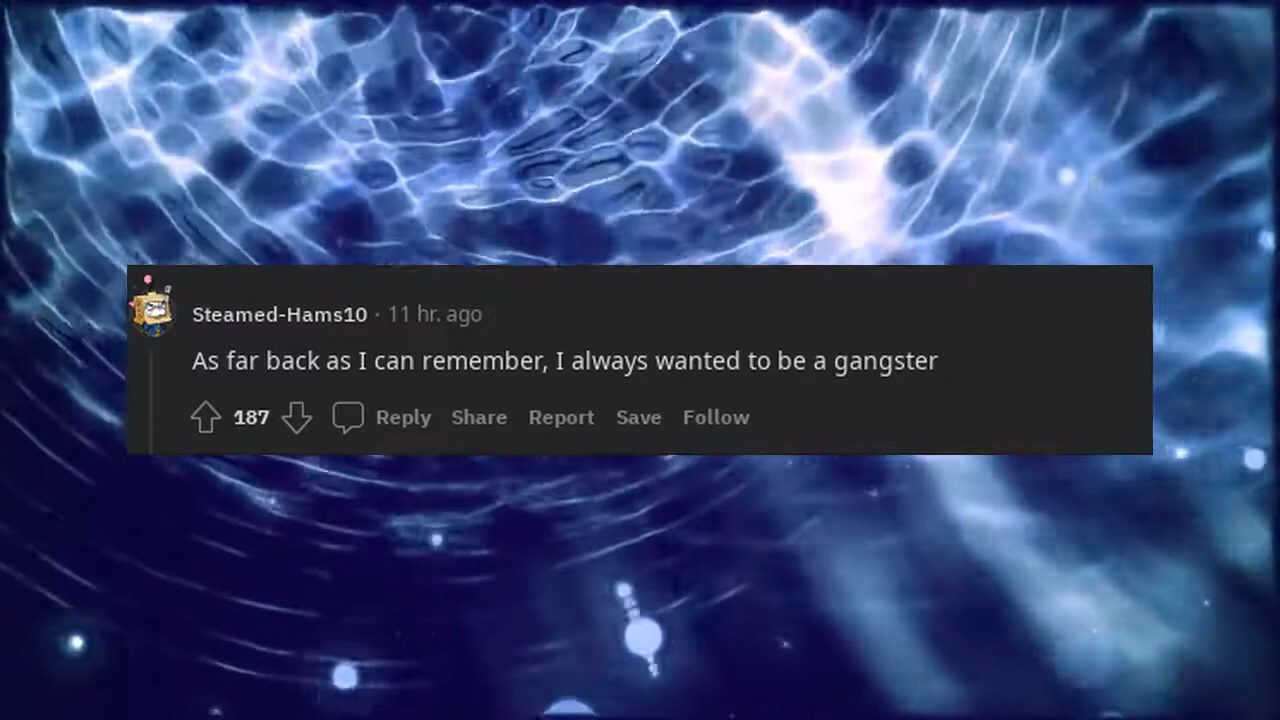 Steamed-Hams10 · 11 hr. ago
As far back as I can remember, I always wanted to be a gangster
187 Reply Share Report Save Follow